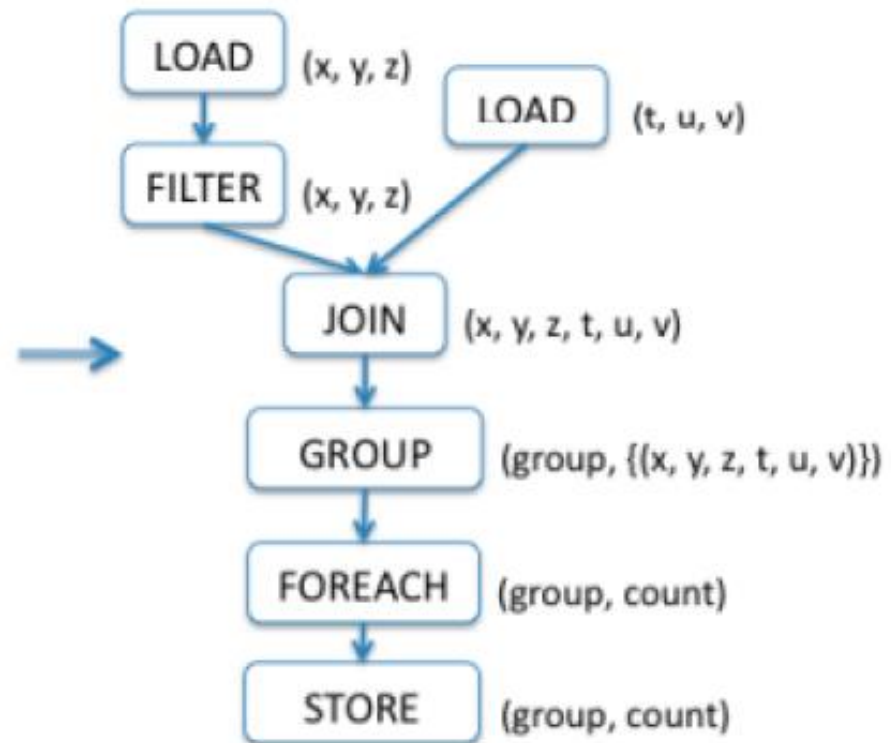 LOAD (x, y, z)
LOAD (t, u, v)
FILTER (x, y, z)
JOIN (x, y, z, t, u, v)
GROUP (group, {(x, y, z, t, u, v)})
FOREACH (group, count)
STORE (group, count)